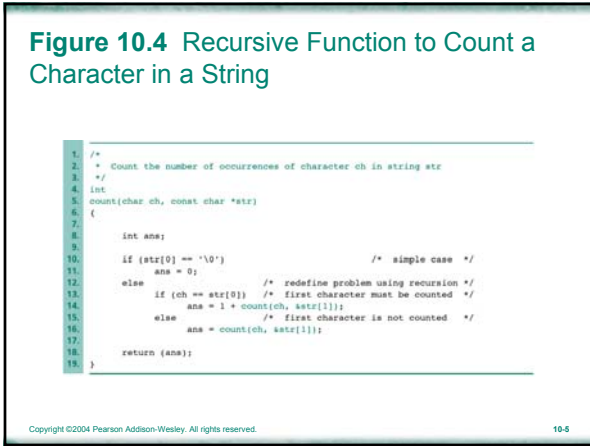 Figure 10.4 Recursive Function to Count a
Character in a String
1. /*
2. * Count the number of occurrences of character ch in string str
3. */
4. int
5. count(char ch, const char *str)
6. {
7.
8. int ans;
9.
10. if (str[0] == '\0') /* simple case */
11. ans = 0;
12. else /* redefine problem using recursion */
13. if (ch == str[0]) /* first character must be counted */
14. ans = 1 + count(ch, &str[1]);
15. else /* first character is not counted */
16. ans = count(ch, &str[1]);
17.
18. return (ans);
19. }
Copyright ©2004 Pearson Addison-Wesley. All rights reserved. 10-5